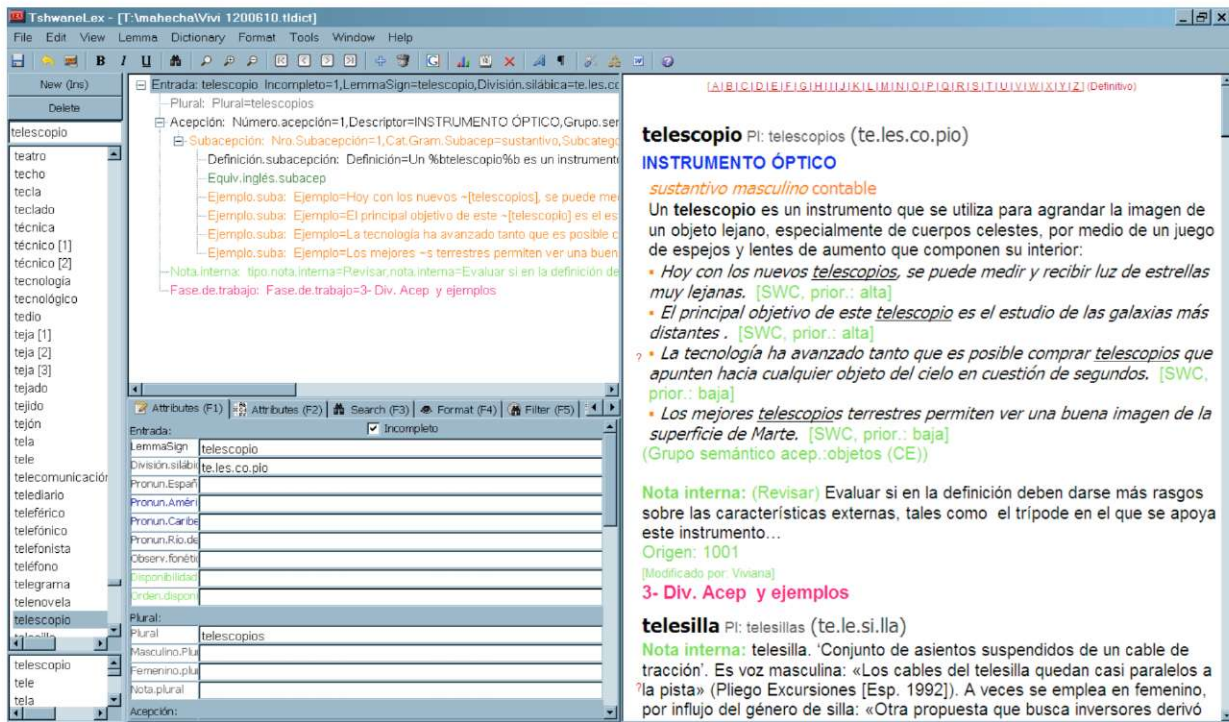 TshwaneLex - [T:\mahecha\Vivi 1200610.tldict]
File Edit View Lemma Dictionary Format Tools Window Help
B I U
New (Ins)
Delete
telescopio
teatro
techo
tecla
teclado
técnica
técnico [1]
técnico [2]
tecnología
tecnológico
tedio
teja [1]
teja [2]
teja [3]
tejado
tejido
tejón
tela
tele
telecomunicación
telediario
teleférico
telefónico
telefonista
teléfono
telegrama
telenovela
telescopio
telescopio
tele
tela
Entrada: telescopio Incompleto=1,LemmaSign=telescopio,División.silábica=te.les.co
Plural: Plural=telescopios
Acepción: Número.acepción=1,Descriptor=INSTRUMENTO ÓPTICO,Grupo.ser
Subacepción: Nro.Subacepción=1,Cat.Gram.Subacep=sustantivo,Subcatego
Definición.subacepción: Definición=Un %btelescopio%b es un instrumento
Equiv.inglés.subacep
Ejemplo.suba: Ejemplo=Hoy con los nuevos ~[telescopios], se puede med
Ejemplo.suba: Ejemplo=El principal objetivo de este ~[telescopio] es el es
Ejemplo.suba: Ejemplo=La tecnología ha avanzado tanto que es posible c
Ejemplo.suba: Ejemplo=Los mejores ~s terrestres permiten ver una buen
Nota.interna: tipo.nota.interna=Revisar,nota.interna=Evaluar si en la definición de
Fase.de.trabajo: Fase.de.trabajo=3- Div. Acep y ejemplos
Attributes (F1) Attributes (F2) Search (F3) Format (F4) Filter (F5)
Entrada: Incompleto
LemmaSign telescopio
División.silábi te.les.co.pio
Pronun.Españ
Pronun.Améri
Pronun.Caribe
Pronun.Río.de
Observ.fonétic
Disponibilidad
Orden.disponi
Plural:
Plural telescopios
Masculino.Plu
Femenino.plu
Nota.plural
Acepción:
[A|B|C|D|E|F|G|H|I|J|K|L|M|N|O|P|Q|R|S|T|U|V|W|X|Y|Z] (Definitivo)
telescopio Pl: telescopios (te.les.co.pio)
INSTRUMENTO ÓPTICO
sustantivo masculino contable
Un telescopio es un instrumento que se utiliza para agrandar la imagen de
un objeto lejano, especialmente de cuerpos celestes, por medio de un juego
de espejos y lentes de aumento que componen su interior:
▪ Hoy con los nuevos telescopios, se puede medir y recibir luz de estrellas
muy lejanas. [SWC, prior.: alta]
▪ El principal objetivo de este telescopio es el estudio de las galaxias más
distantes . [SWC, prior.: alta]
? ▪ La tecnología ha avanzado tanto que es posible comprar telescopios que
apunten hacia cualquier objeto del cielo en cuestión de segundos. [SWC,
prior.: baja]
▪ Los mejores telescopios terrestres permiten ver una buena imagen de la
superficie de Marte. [SWC, prior.: baja]
(Grupo semántico acep.:objetos (CE))
Nota interna: (Revisar) Evaluar si en la definición deben darse más rasgos
sobre las características externas, tales como el trípode en el que se apoya
este instrumento...
Origen: 1001
[Modificado por: Viviana]
3- Div. Acep y ejemplos
telesilla Pl: telesillas (te.le.si.lla)
Nota interna: telesilla. 'Conjunto de asientos suspendidos de un cable de
tracción'. Es voz masculina: «Los cables del telesilla quedan casi paralelos a
?la pista» (Pliego Excursiones [Esp. 1992]). A veces se emplea en femenino,
por influjo del género de silla: «Otra propuesta que busca inversores derivó